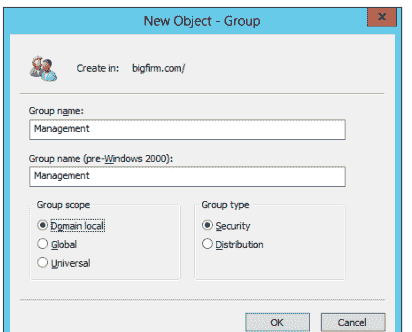 New Object - Group
x
Create in: bigfirm.com/
Group name:
Management
Group name (pre-Windows 2000):
Management
Group scope
Group type
Domain local
Security
Global
Distribution
Universal
OK
Cancel